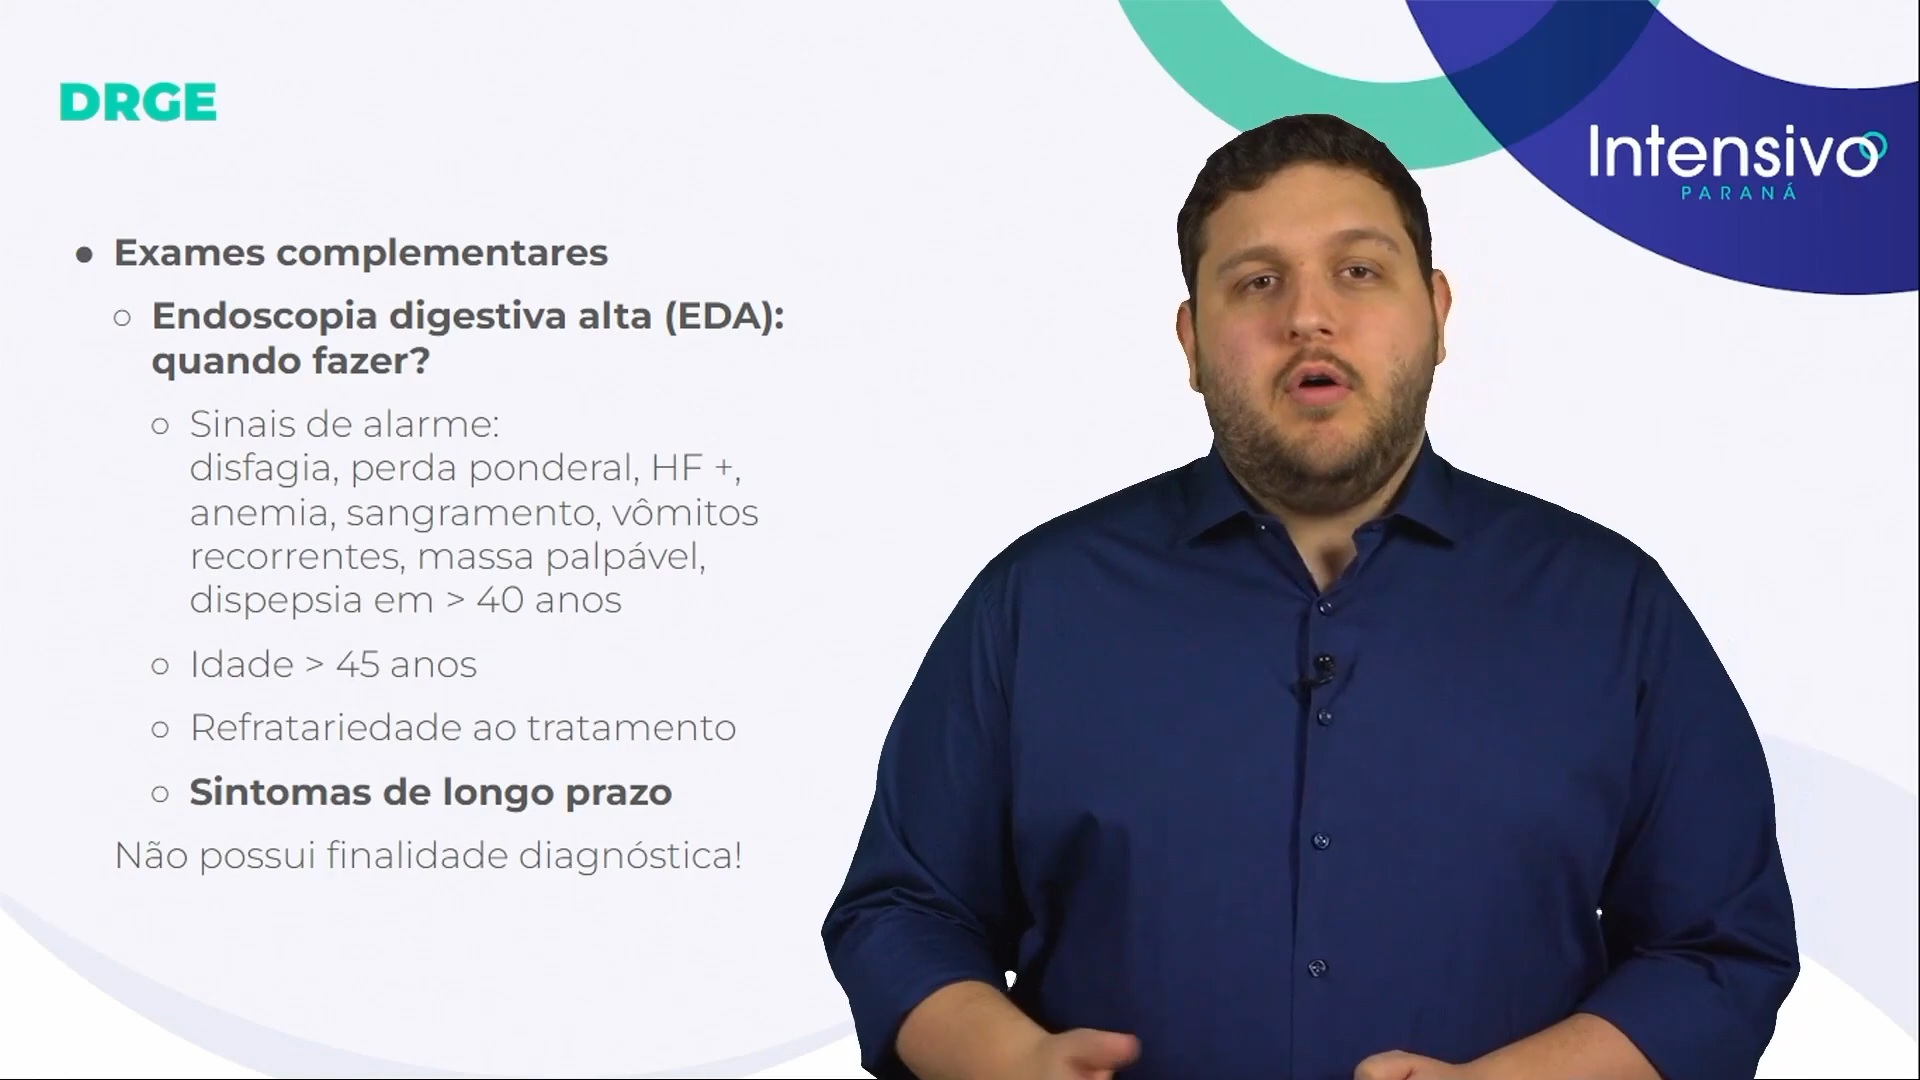 DRGE
Intensivo
PARANÁ
● Exames complementares
○ Endoscopia digestiva alta (EDA):
quando fazer?
○ Sinais de alarme:
disfagia, perda ponderal, HF +,
anemia, sangramento, vômitos
recorrentes, massa palpável,
dispepsia em > 40 anos
○ Idade > 45 anos
○ Refratariedade ao tratamento
○ Sintomas de longo prazo
Não possui finalidade diagnóstica!